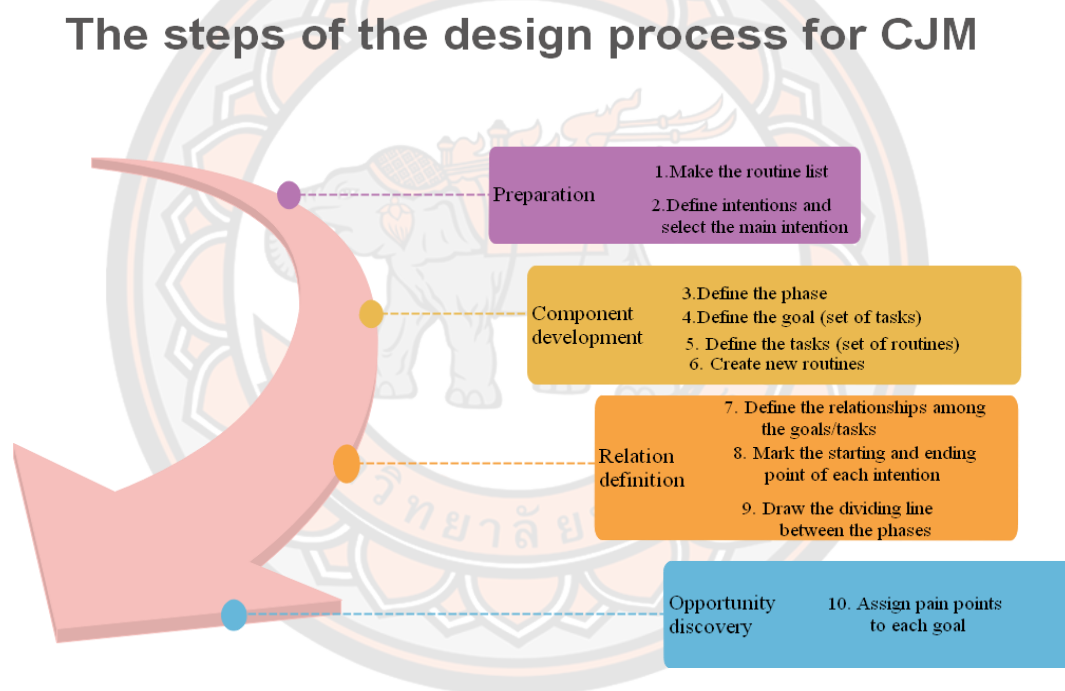 The steps of the design process for CJM
Preparation
1.Make the routine list
2.Define intentions and
select the main intention
Component
development
3.Define the phase
4.Define the goal (set of tasks)
5. Define the tasks (set of routines)
6. Create new routines
Relation
definition
7. Define the relationships among
the goals/tasks
8. Mark the starting and ending
point of each intention
9. Draw the dividing line
between the phases
Opportunity
discovery
10. Assign pain points
to each goal